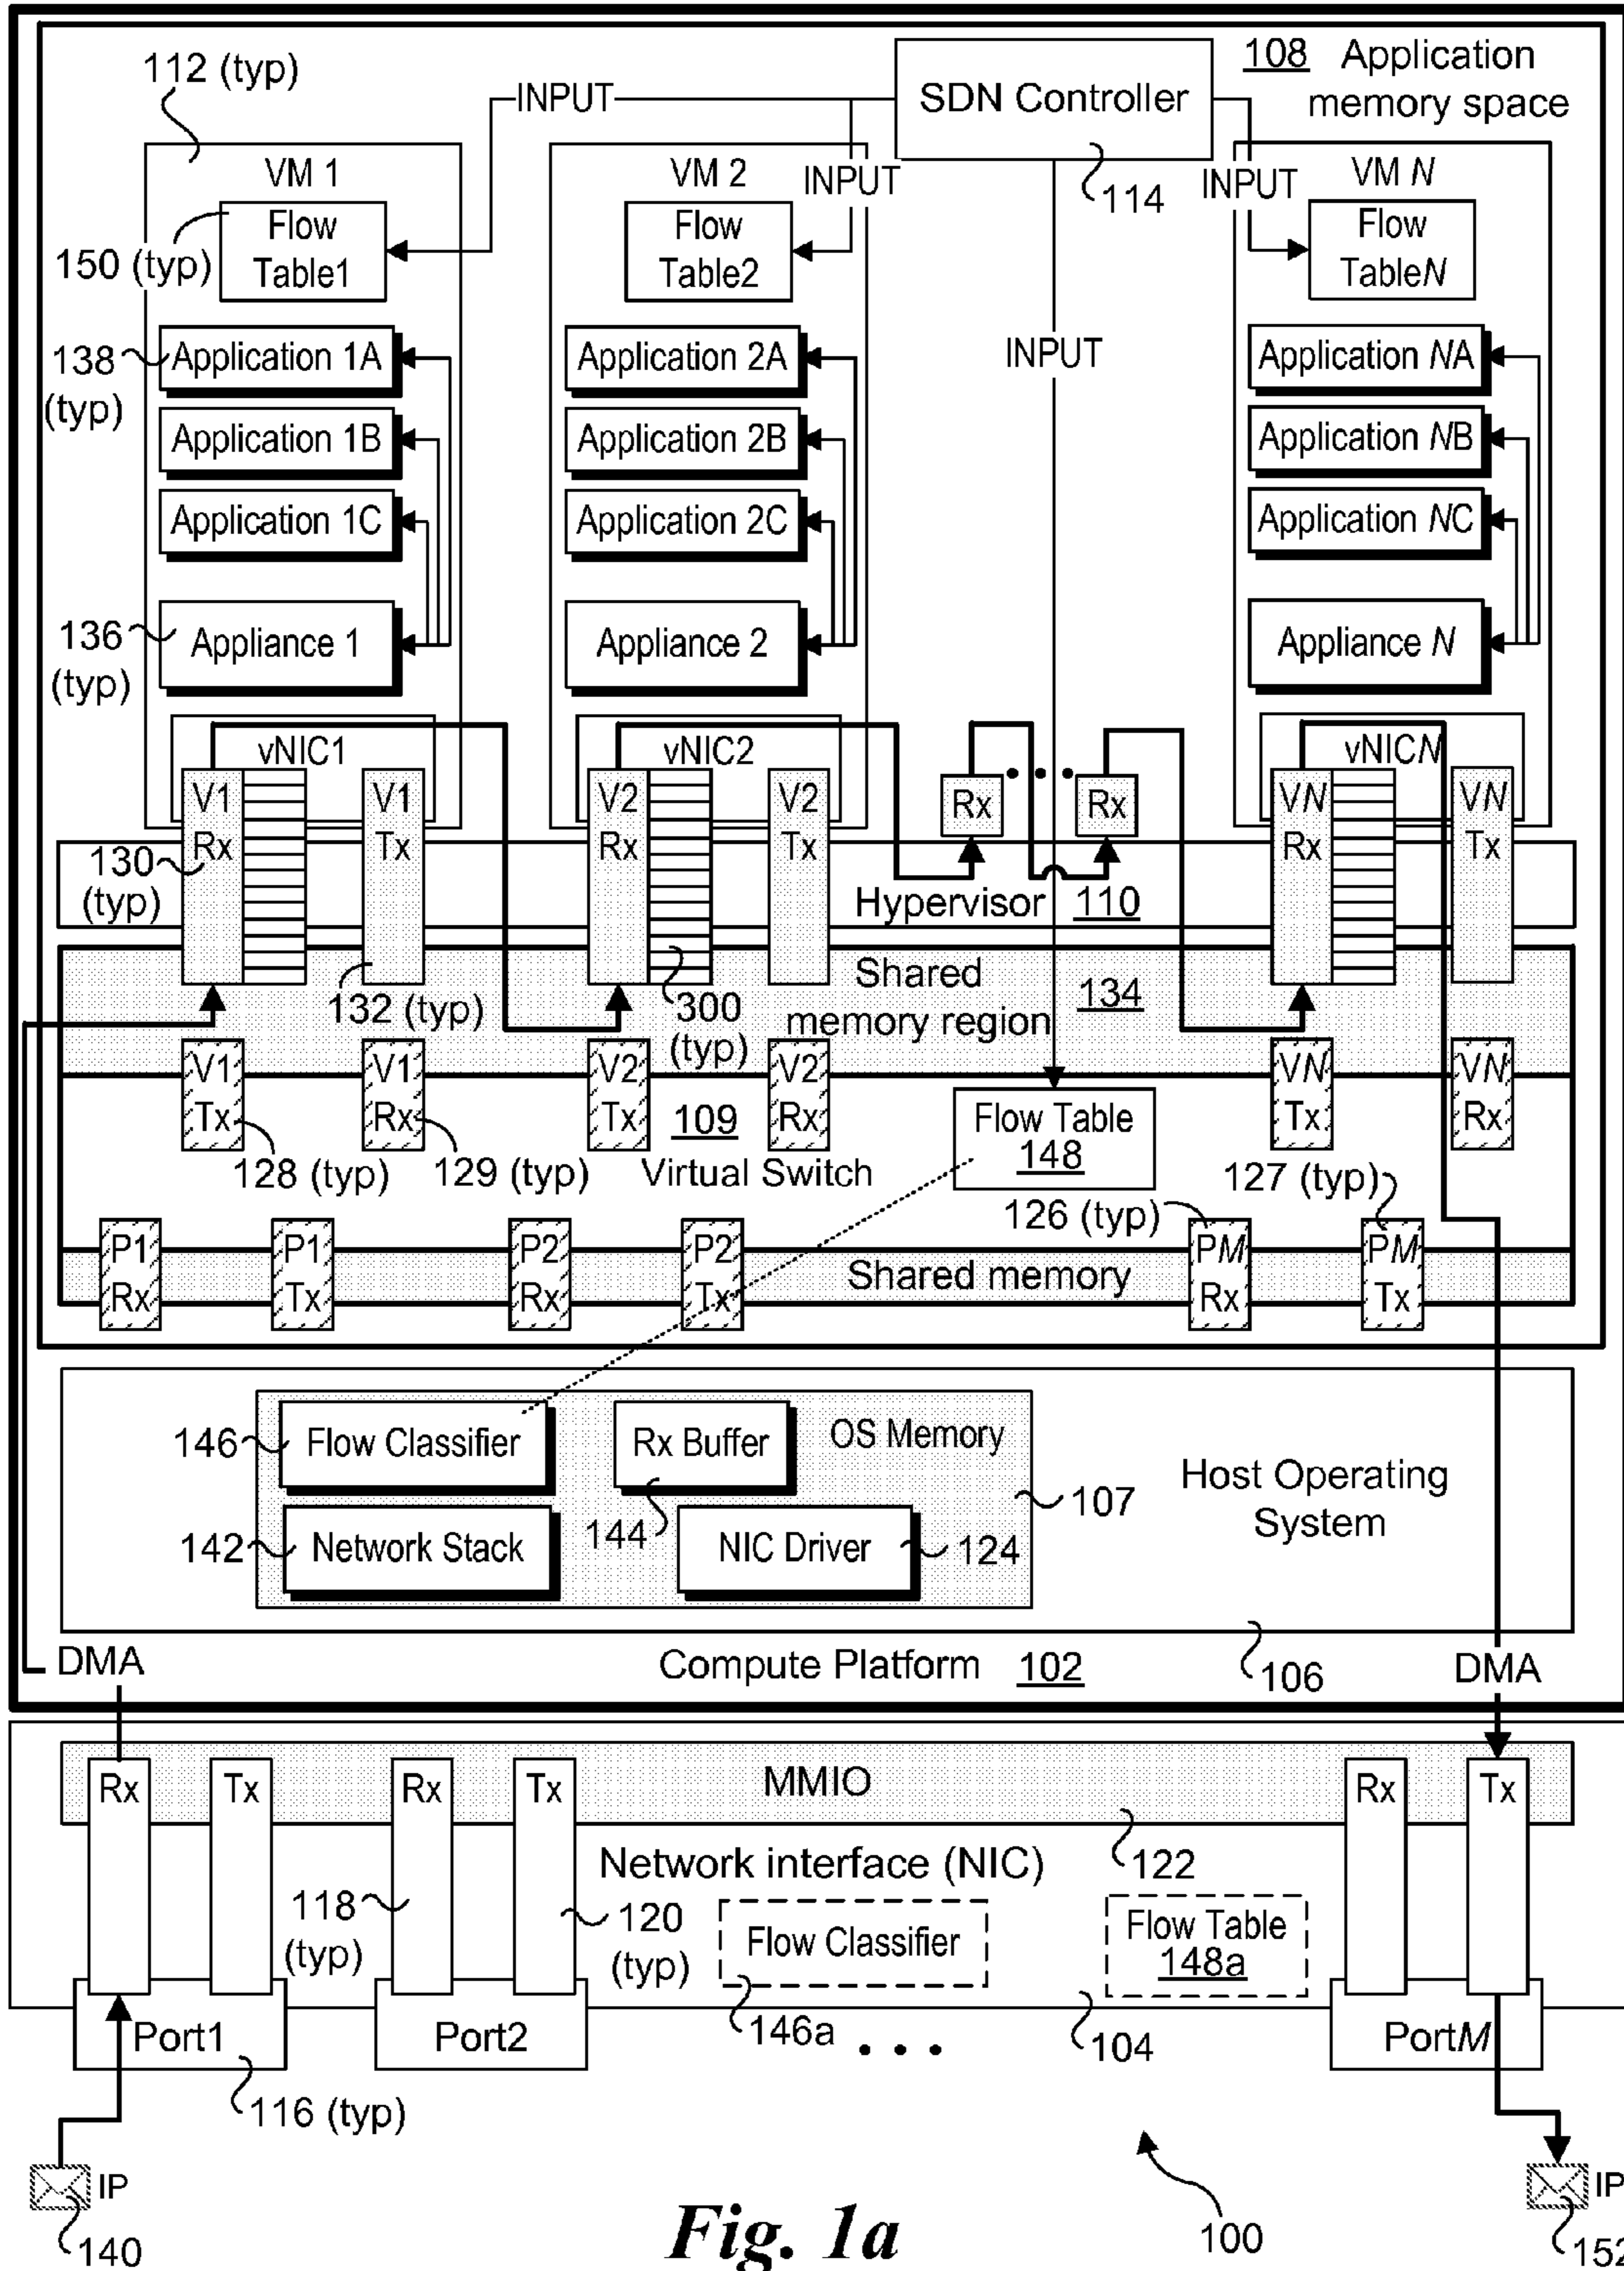 108 Application
memory space
112 (typ)
INPUT
SDN Controller
114
VM 1
VM 2
INPUT
INPUT
VM N
Flow
Table1
Flow
Table2
Flow
TableN
150 (typ)
INPUT
138
(typ)
Application 1A
Application 2A
Application NA
Application 1B
Application 2B
Application NB
Application 1C
Application 2C
Application NC
136
(typ)
Appliance 1
Appliance 2
Appliance N
vNIC1
vNIC2
vNICN
V1
Rx
V1
Tx
V2
Rx
V2
Tx
Rx
• • •
Rx
VN
Rx
VN
Tx
130
(typ)
Hypervisor 110
132 (typ)
300
(typ)
Shared
memory region
134
V1
Tx
V1
Rx
V2
Tx
V2
Rx
VN
Tx
VN
Rx
109
Virtual Switch
128 (typ)
129 (typ)
Flow Table
148
126 (typ)
127 (typ)
P1
Rx
P1
Tx
P2
Rx
P2
Tx
Shared memory
PM
Rx
PM
Tx
146
Flow Classifier
Rx Buffer
OS Memory
107
Host Operating
System
142
Network Stack
144
NIC Driver
124
DMA
Compute Platform 102
106
DMA
Rx
Tx
Rx
Tx
MMIO
Rx
Tx
Network interface (NIC)
122
118
(typ)
120
(typ)
Flow Classifier
146a
Flow Table
148a
104
Port1
Port2
• • •
PortM
116 (typ)
IP
140
Fig. 1a
100
IP
152